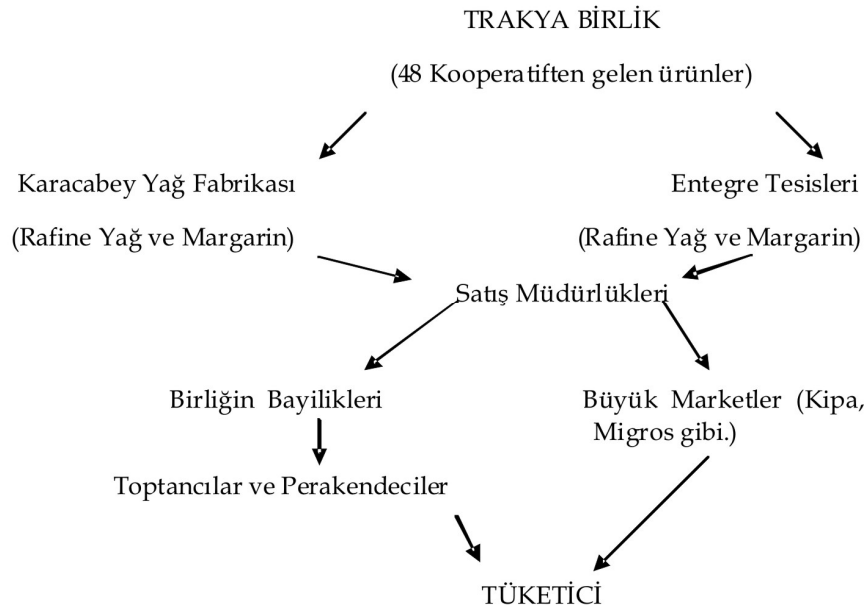 TRAKYA BİRLİK
(48 Kooperatiften gelen ürünler)
Karacabey Yağ Fabrikası
Entegre Tesisleri
(Rafine Yağ ve Margarin)
(Rafine Yağ ve Margarin)
Satış Müdürlükleri
Birliğin Bayilikleri
Büyük Marketler (Kipa,
Migros gibi.)
Toptancılar ve Perakendeciler
TÜKETİCİ